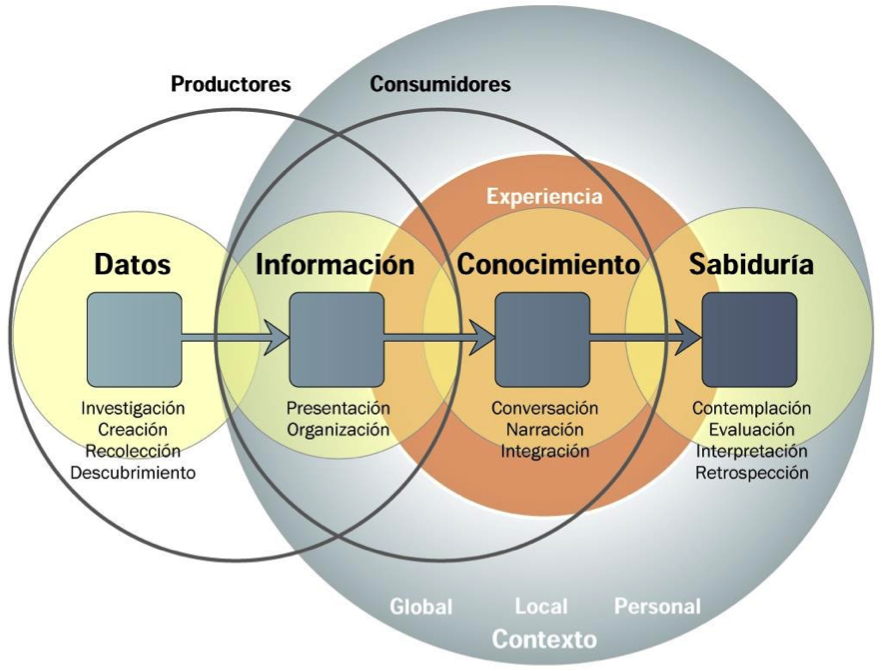 Productores
Consumidores
Experiencia
Datos
Información
Conocimiento
Sabiduría
Investigación
Creación
Recolección
Descubrimiento
Presentación
Organización
Conversación
Narración
Integración
Contemplación
Evaluación
Interpretación
Retrospección
Global
Local
Personal
Contexto